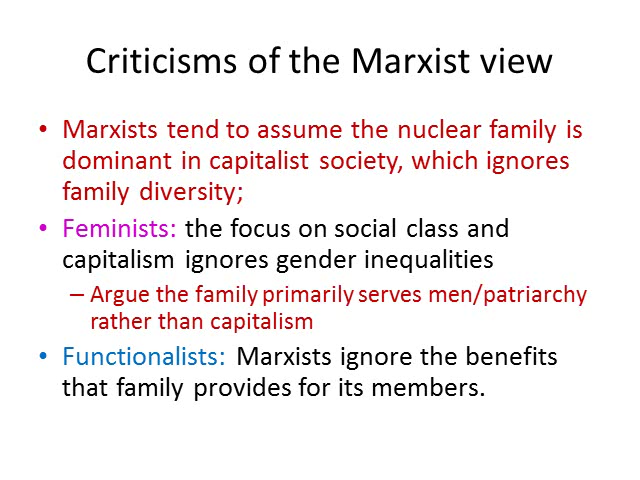 Criticisms of the Marxist view
• Marxists tend to assume the nuclear family is
dominant in capitalist society, which ignores
family diversity;
• Feminists: the focus on social class and
capitalism ignores gender inequalities
– Argue the family primarily serves men/patriarchy
rather than capitalism
• Functionalists: Marxists ignore the benefits
that family provides for its members.